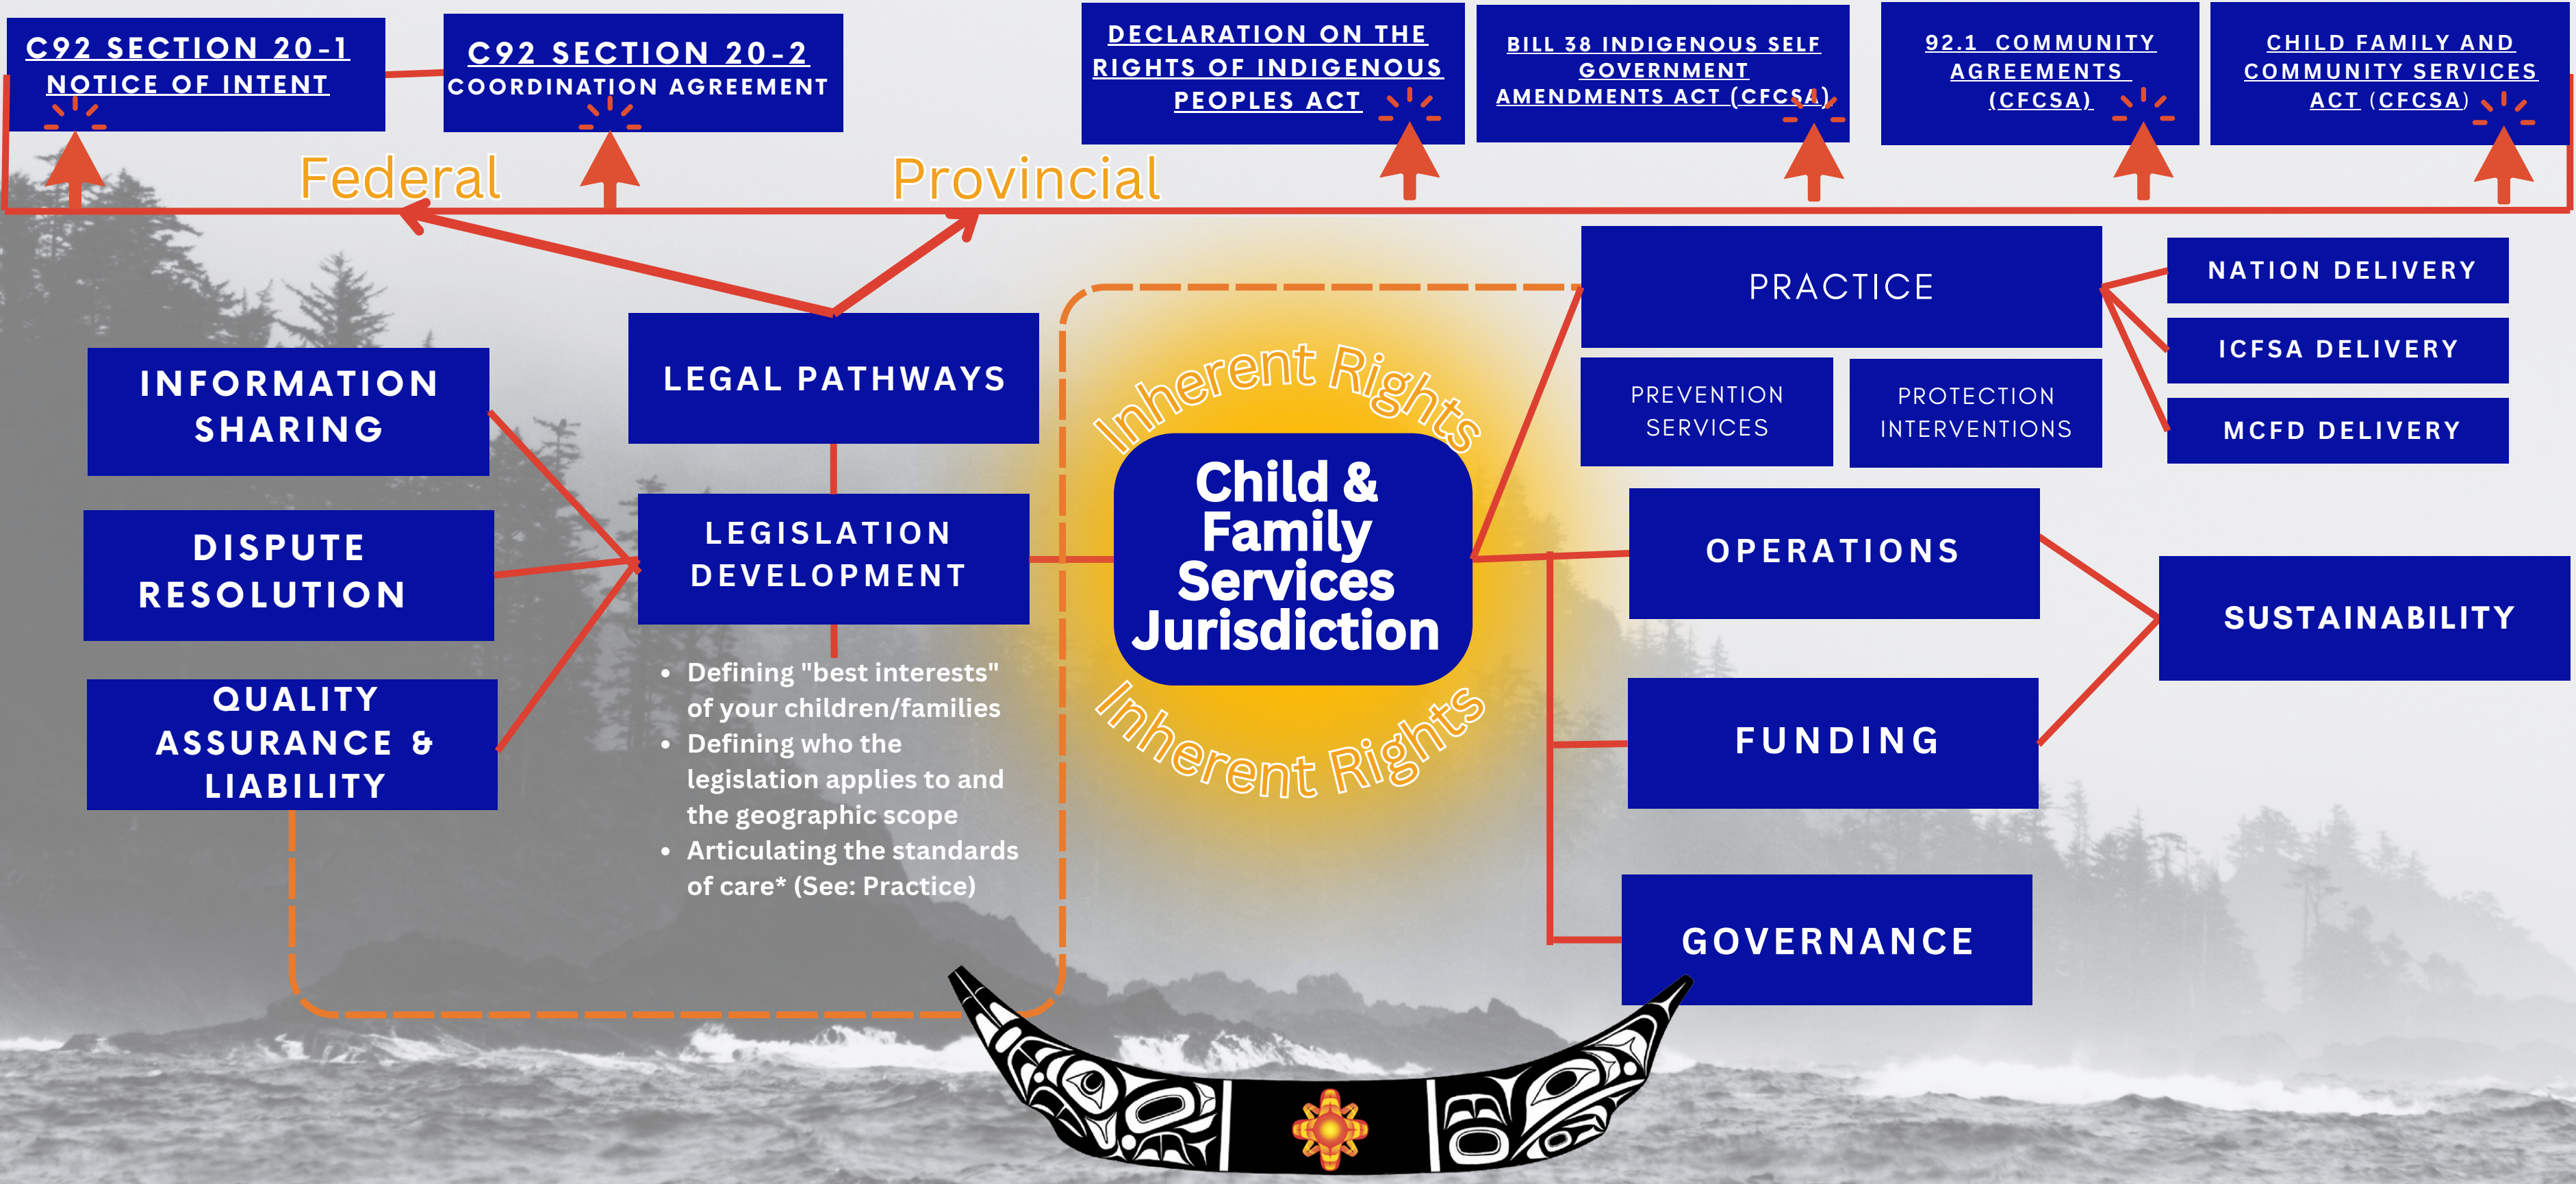 C92 SECTION 20-1
NOTICE OF INTENT
C92 SECTION 20-2
COORDINATION AGREEMENT
DECLARATION ON THE
RIGHTS OF INDIGENOUS
PEOPLES ACT
BILL 38 INDIGENOUS SELF
GOVERNMENT
AMENDMENTS ACT (CFCSA)
92.1 COMMUNITY
AGREEMENTS
(CFCSA)
CHILD FAMILY AND
COMMUNITY SERVICES
ACT (CFCSA)
Federal
Provincial
INFORMATION
SHARING
DISPUTE
RESOLUTION
QUALITY
ASSURANCE &
LIABILITY
LEGAL PATHWAYS
LEGISLATION
DEVELOPMENT
• Defining "best interests"
of your children/families
• Defining who the
legislation applies to and
the geographic scope
• Articulating the standards
of care* (See: Practice)
Inherent Rights
Child &
Family
Services
Jurisdiction
Inherent Rights
PRACTICE
PREVENTION
SERVICES
PROTECTION
INTERVENTIONS
NATION DELIVERY
ICFSA DELIVERY
MCFD DELIVERY
OPERATIONS
FUNDING
SUSTAINABILITY
GOVERNANCE